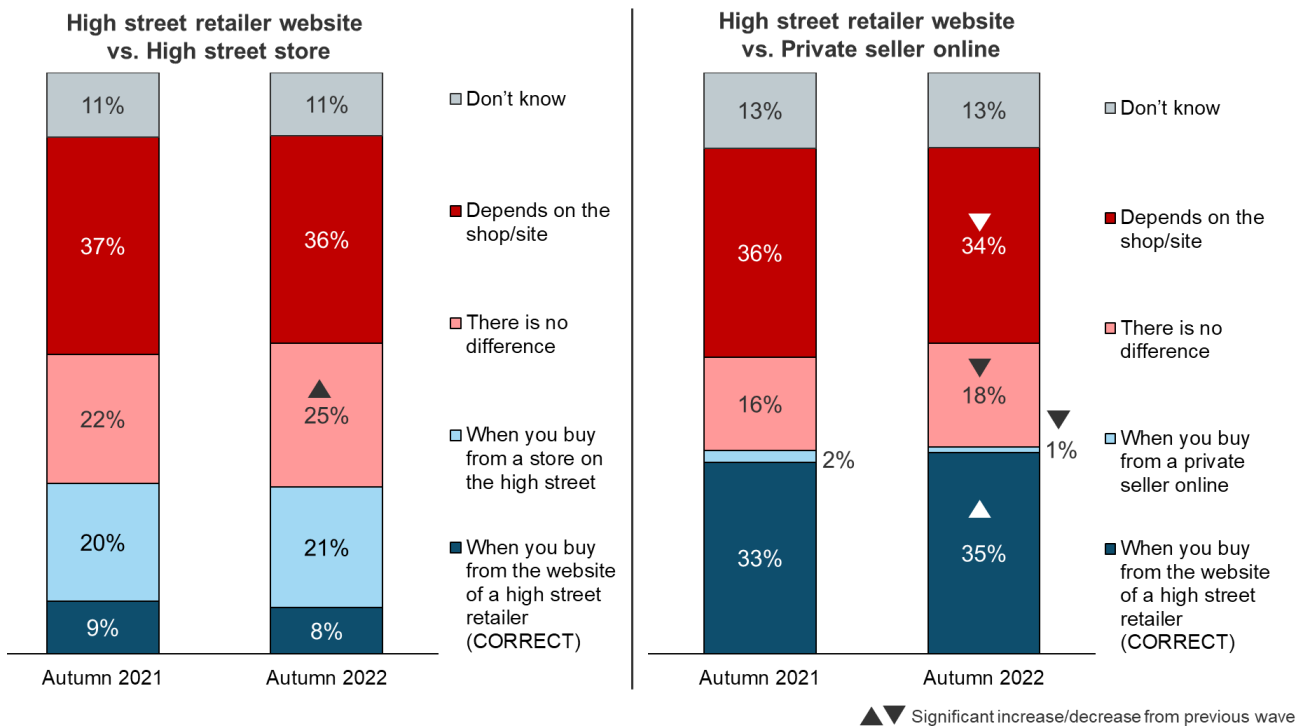 High street retailer website
vs. High street store
11%
37%
22%
20%
9%
Autumn 2021
11%
36%
▲
25%
21%
8%
Autumn 2022
Don't know
Depends on the
shop/site
There is no
difference
When you buy
from a store on
the high street
When you buy
from the website
of a high street
retailer
(CORRECT)
High street retailer website
vs. Private seller online
13%
36%
16%
2%
33%
Autumn 2021
13%
▼
34%
▼
18%
▼
1%
▲
35%
Autumn 2022
Don't know
Depends on the
shop/site
There is no
difference
When you buy
from a private
seller online
When you buy
from the website
of a high street
retailer
(CORRECT)
▲▼ Significant increase/decrease from previous wave